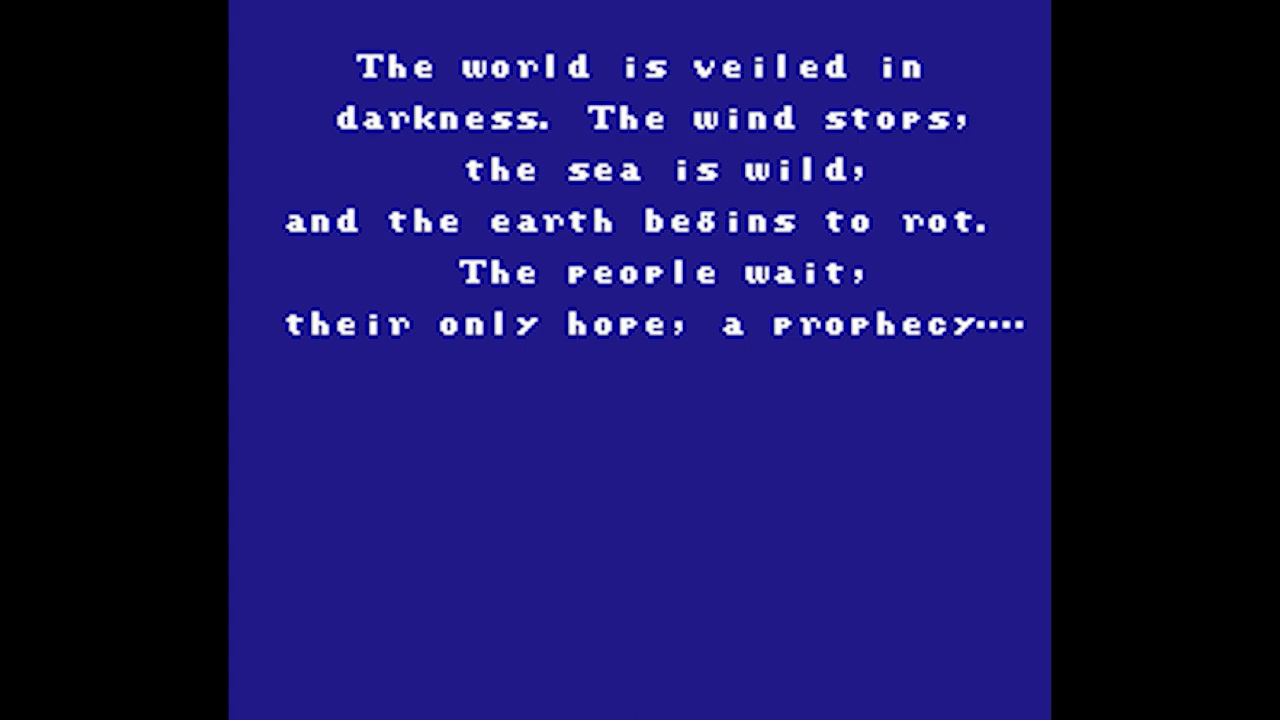 The world is veiled in
darkness. The wind stops,
the sea is wild,
and the earth begins to rot.
The people wait,
their only hope, a prophecy....